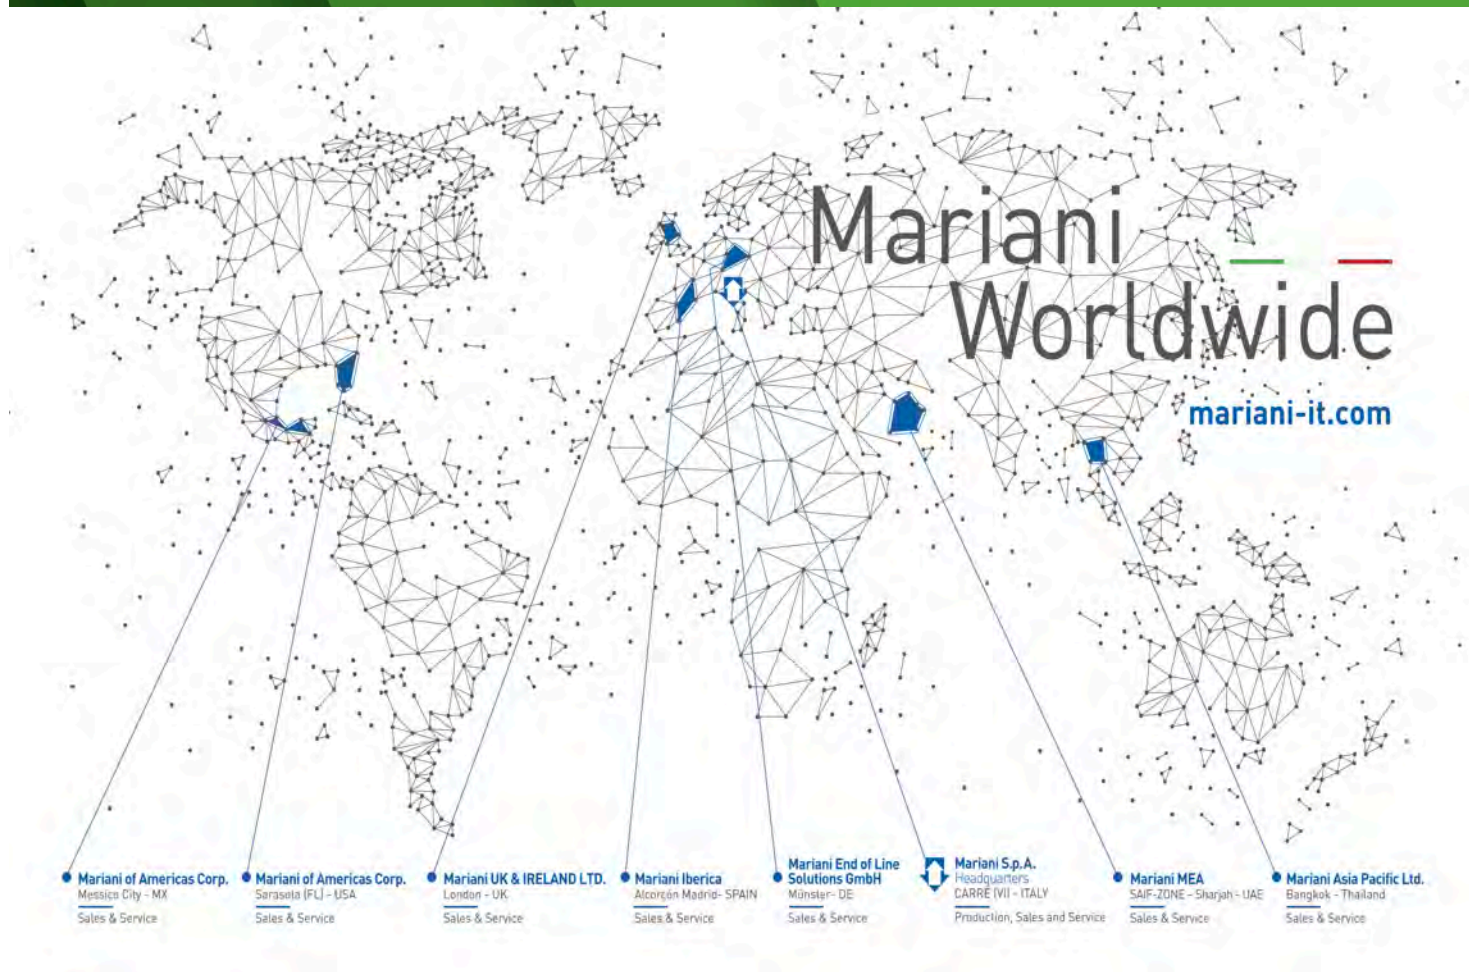 Mariani
Worldwide
mariani-it.com
Mariani of Americas Corp.
Messico City - MX
Sales & Service
Mariani of Americas Corp.
Sarasota (FL) - USA
Sales & Service
Mariani UK & IRELAND LTD.
London - UK
Sales & Service
Mariani Iberica
Alcorcón Madrid- SPAIN
Sales & Service
Mariani End of Line
Solutions GmbH
Münster- DE
Sales & Service
Mariani S.p.A.
Headquarters
CARRÈ (VI) - ITALY
Production, Sales and Service
Mariani MEA
SAIF-ZONE - Sharjah - UAE
Sales & Service
Mariani Asia Pacific Ltd.
Bangkok - Thailand
Sales & Service